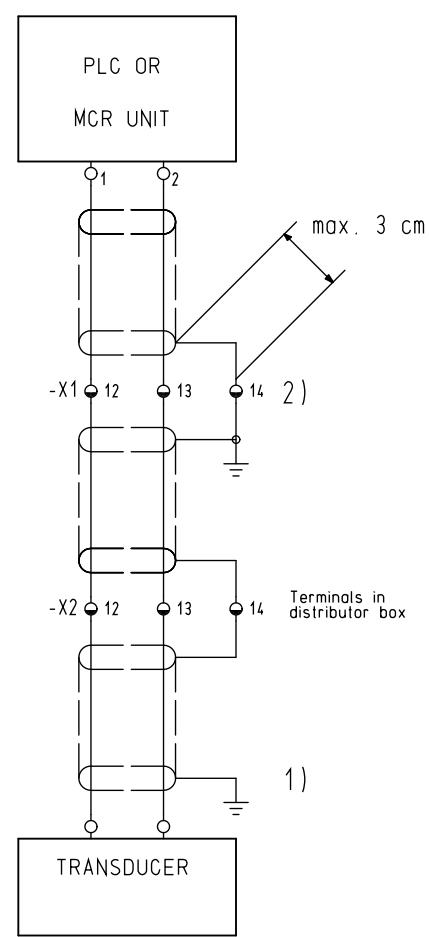 PLC OR
MCR UNIT
1 2
max. 3 cm
-X1 12 13 14 2)
-X2 12 13 14
Terminals in
distributor box
1)
TRANSDUCER